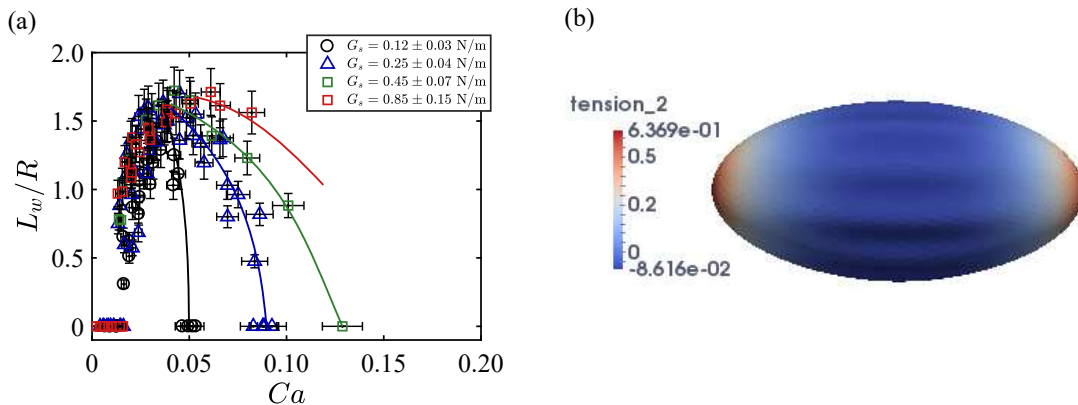 (a)
2.0
1.5
1.0
0.5
0
L_w/R
0
0.05
0.10
0.15
0.20
Ca
G_s = 0.12 ± 0.03 N/m
G_s = 0.25 ± 0.04 N/m
G_s = 0.45 ± 0.07 N/m
G_s = 0.85 ± 0.15 N/m
(b)
tension_2
6.369e-01
0.5
0.2
0
-8.616e-02